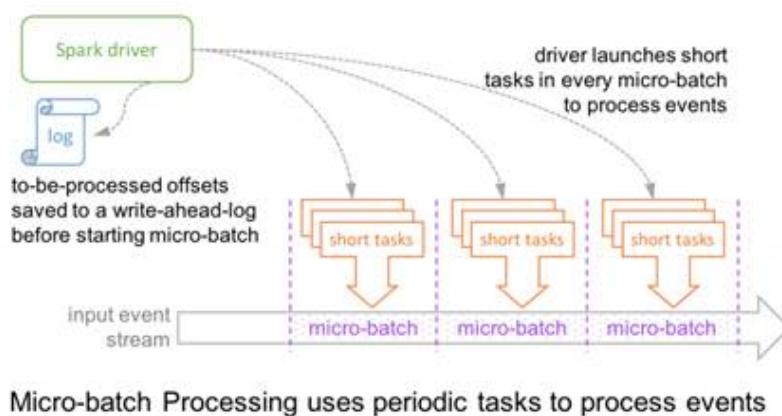 Spark driver
driver launches short
tasks in every micro-batch
to process events
log
to-be-processed offsets
saved to a write-ahead-log
before starting micro-batch
short tasks
short tasks
short tasks
input event
stream
micro-batch
micro-batch
micro-batch
Micro-batch Processing uses periodic tasks to process events